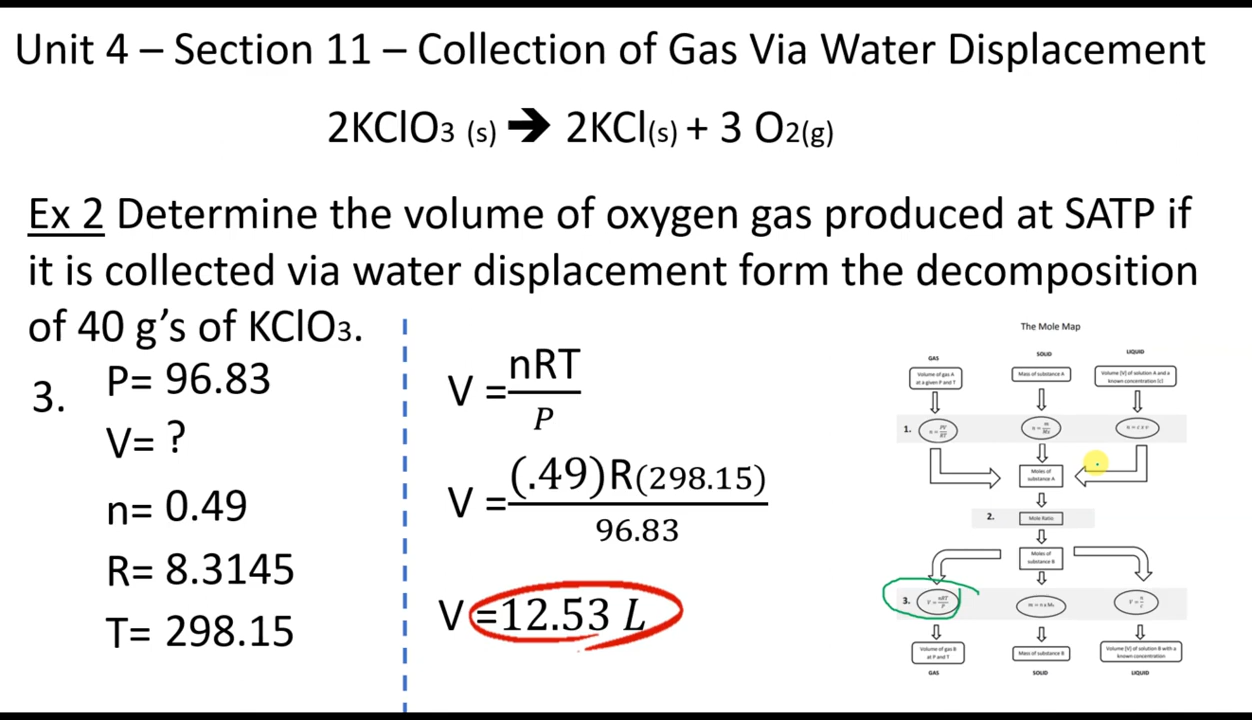 Unit 4 – Section 11 – Collection of Gas Via Water Displacement
2KClO3 (s) ➔ 2KCl(s) + 3 O2(g)
Ex 2 Determine the volume of oxygen gas produced at SATP if
it is collected via water displacement form the decomposition
of 40 g’s of KClO3.
3.
P= 96.83
V= ?
n= 0.49
R= 8.3145
T= 298.15
V = nRT
P
V = (.49)R(298.15)
96.83
V =12.53 L
The Mole Map
GAS
SOLID
LIQUID
Volume of gas A
at a given P and T
Mass of substance A
Volume (V) of solution A and a
known concentration (c)
1.
n = PV
RT
n = m
Mₘ
Moles of
substance A
2.
Mole Ratio
Moles of
substance B
3.
V = nRT
P
V = n
c
Volume of gas B
at P and T
Mass of substance B
Volume (V) of solution B with a
known concentration
GAS
SOLID
LIQUID